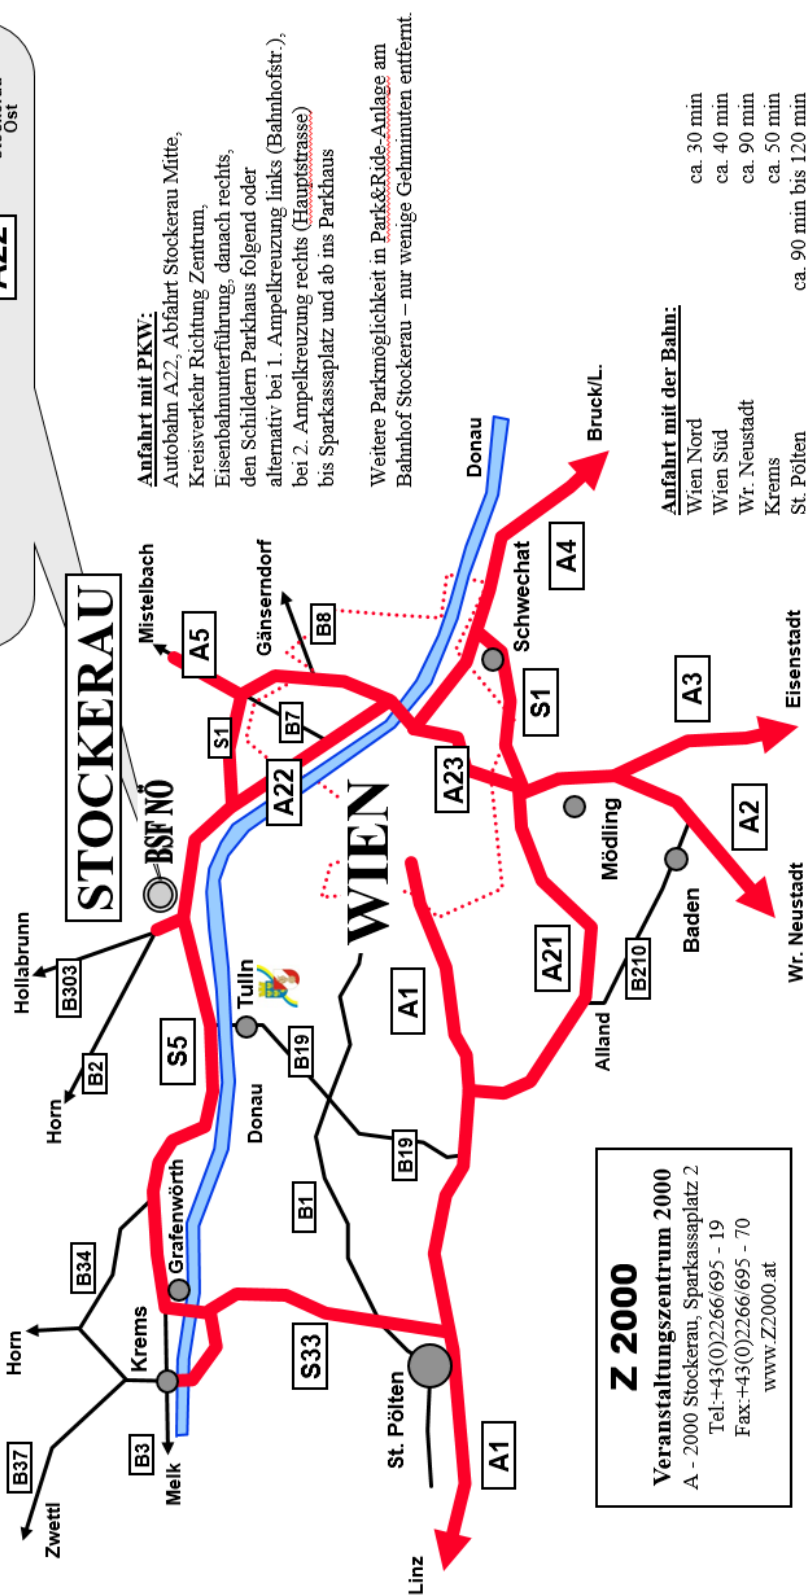 Ost
A22
Anfahrt mit PKW:
Autobahn A22, Abfahrt Stockerau Mitte,
Kreisverkehr Richtung Zentrum,
Eisenbahnunterführung, danach rechts,
den Schildern Parkhaus folgend oder
alternativ bei 1. Ampelkreuzung links (Bahnhofstr.),
bei 2. Ampelkreuzung rechts (Hauptstrasse)
bis Sparkassaplatz und ab ins Parkhaus
Weitere Parkmöglichkeit in Park&Ride-Anlage am
Bahnhof Stockerau – nur wenige Gehminuten entfernt.
Anfahrt mit der Bahn:
Wien Nord ca. 30 min
Wien Süd ca. 40 min
Wr. Neustadt ca. 90 min
Krems ca. 50 min
St. Pölten ca. 90 min bis 120 min
STOCKERAU
BSF NÖ
Mistelbach
A5
Gänserndorf
B8
S1
B7
A22
Donau
Bruck/L.
A4
Schwechat
S1
A3
Eisenstadt
A23
WIEN
Mödling
A2
Wr. Neustadt
Baden
B210
A21
Alland
A1
Hollabrunn
B303
B2
Horn
S5
Tulln
B19
Donau
B19
B1
Grafenwörth
B34
Horn
Krems
B37
Zwettl
B3
Melk
S33
St. Pölten
A1
Linz
Z 2000
Veranstaltungszentrum 2000
A - 2000 Stockerau, Sparkassaplatz 2
Tel:+43(0)2266/695 - 19
Fax:+43(0)2266/695 - 70
www.Z2000.at